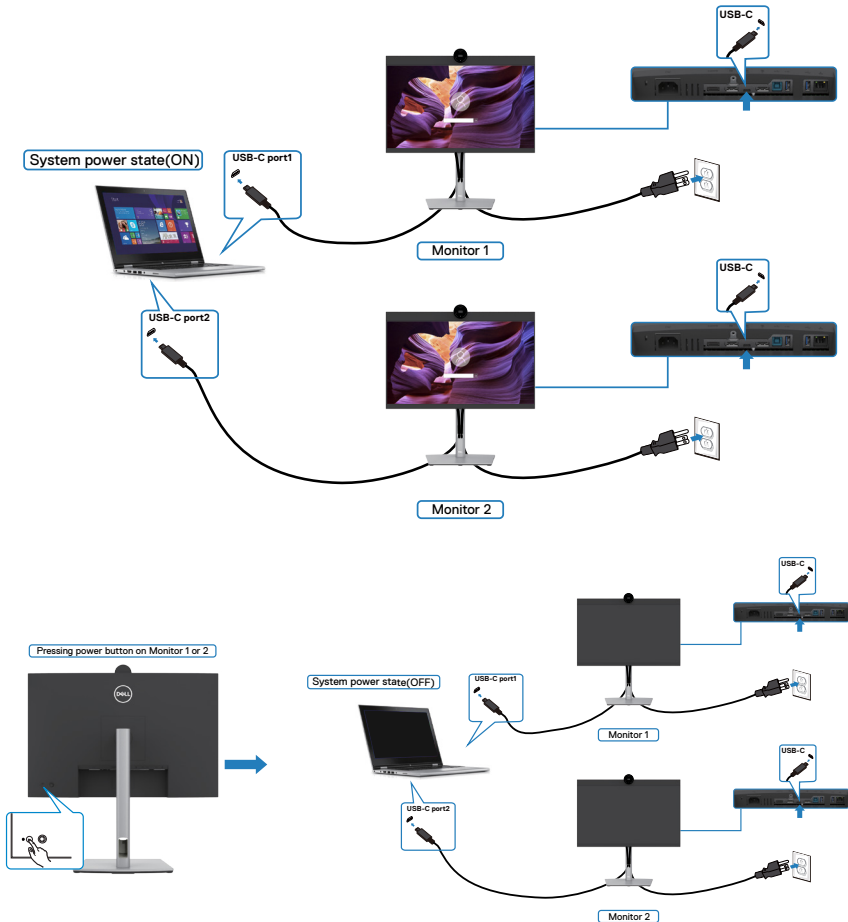 USB-C
System power state(ON)
USB-C port1
Monitor 1
USB-C
USB-C port2
Monitor 2
Pressing power button on Monitor 1 or 2
DELL
System power state(OFF)
USB-C port1
USB-C
Monitor 1
USB-C port2
USB-C
Monitor 2